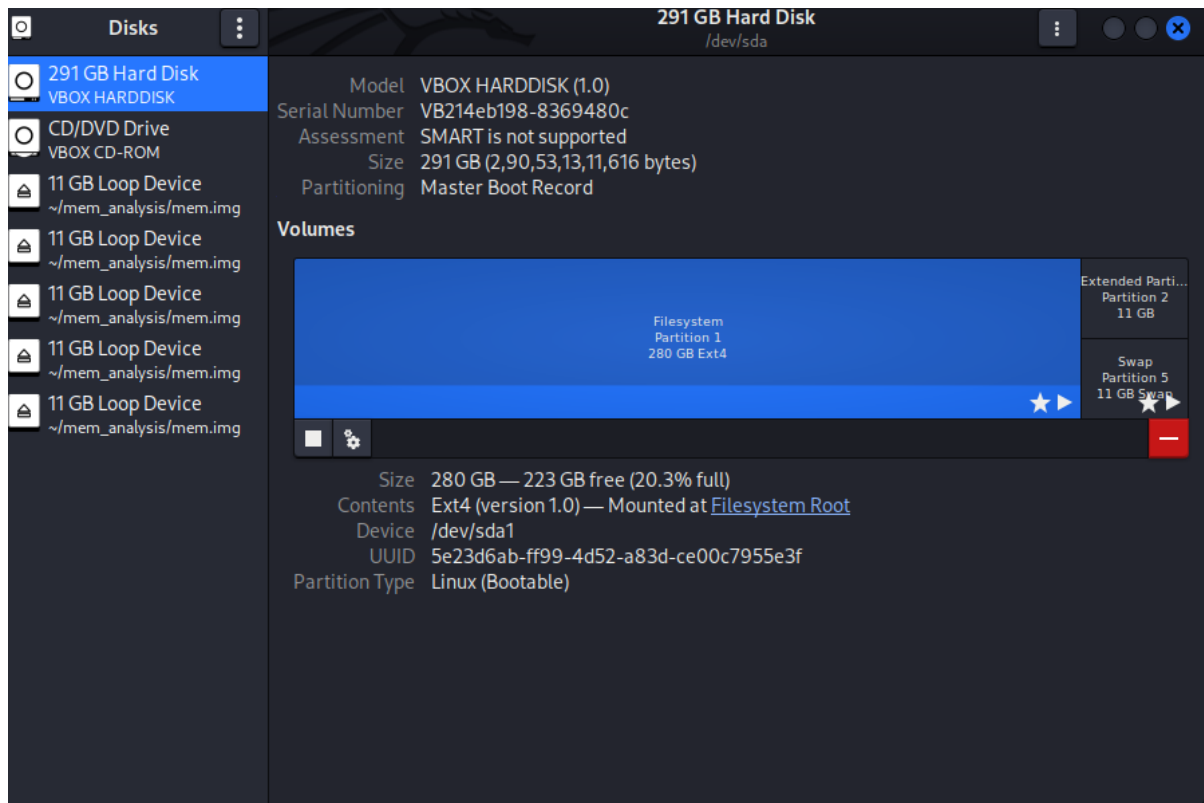 Disks
291 GB Hard Disk
/dev/sda
291 GB Hard Disk
VBOX HARDDISK
CD/DVD Drive
VBOX CD-ROM
11 GB Loop Device
~/mem_analysis/mem.img
11 GB Loop Device
~/mem_analysis/mem.img
11 GB Loop Device
~/mem_analysis/mem.img
11 GB Loop Device
~/mem_analysis/mem.img
11 GB Loop Device
~/mem_analysis/mem.img
Model VBOX HARDDISK (1.0)
Serial Number VB214eb198-8369480c
Assessment SMART is not supported
Size 291 GB (2,90,53,13,11,616 bytes)
Partitioning Master Boot Record
Volumes
Filesystem
Partition 1
280 GB Ext4
Extended Parti...
Partition 2
11 GB
Swap
Partition 5
11 GB Swap
Size 280 GB — 223 GB free (20.3% full)
Contents Ext4 (version 1.0) — Mounted at Filesystem Root
Device /dev/sda1
UUID 5e23d6ab-ff99-4d52-a83d-ce00c7955e3f
Partition Type Linux (Bootable)